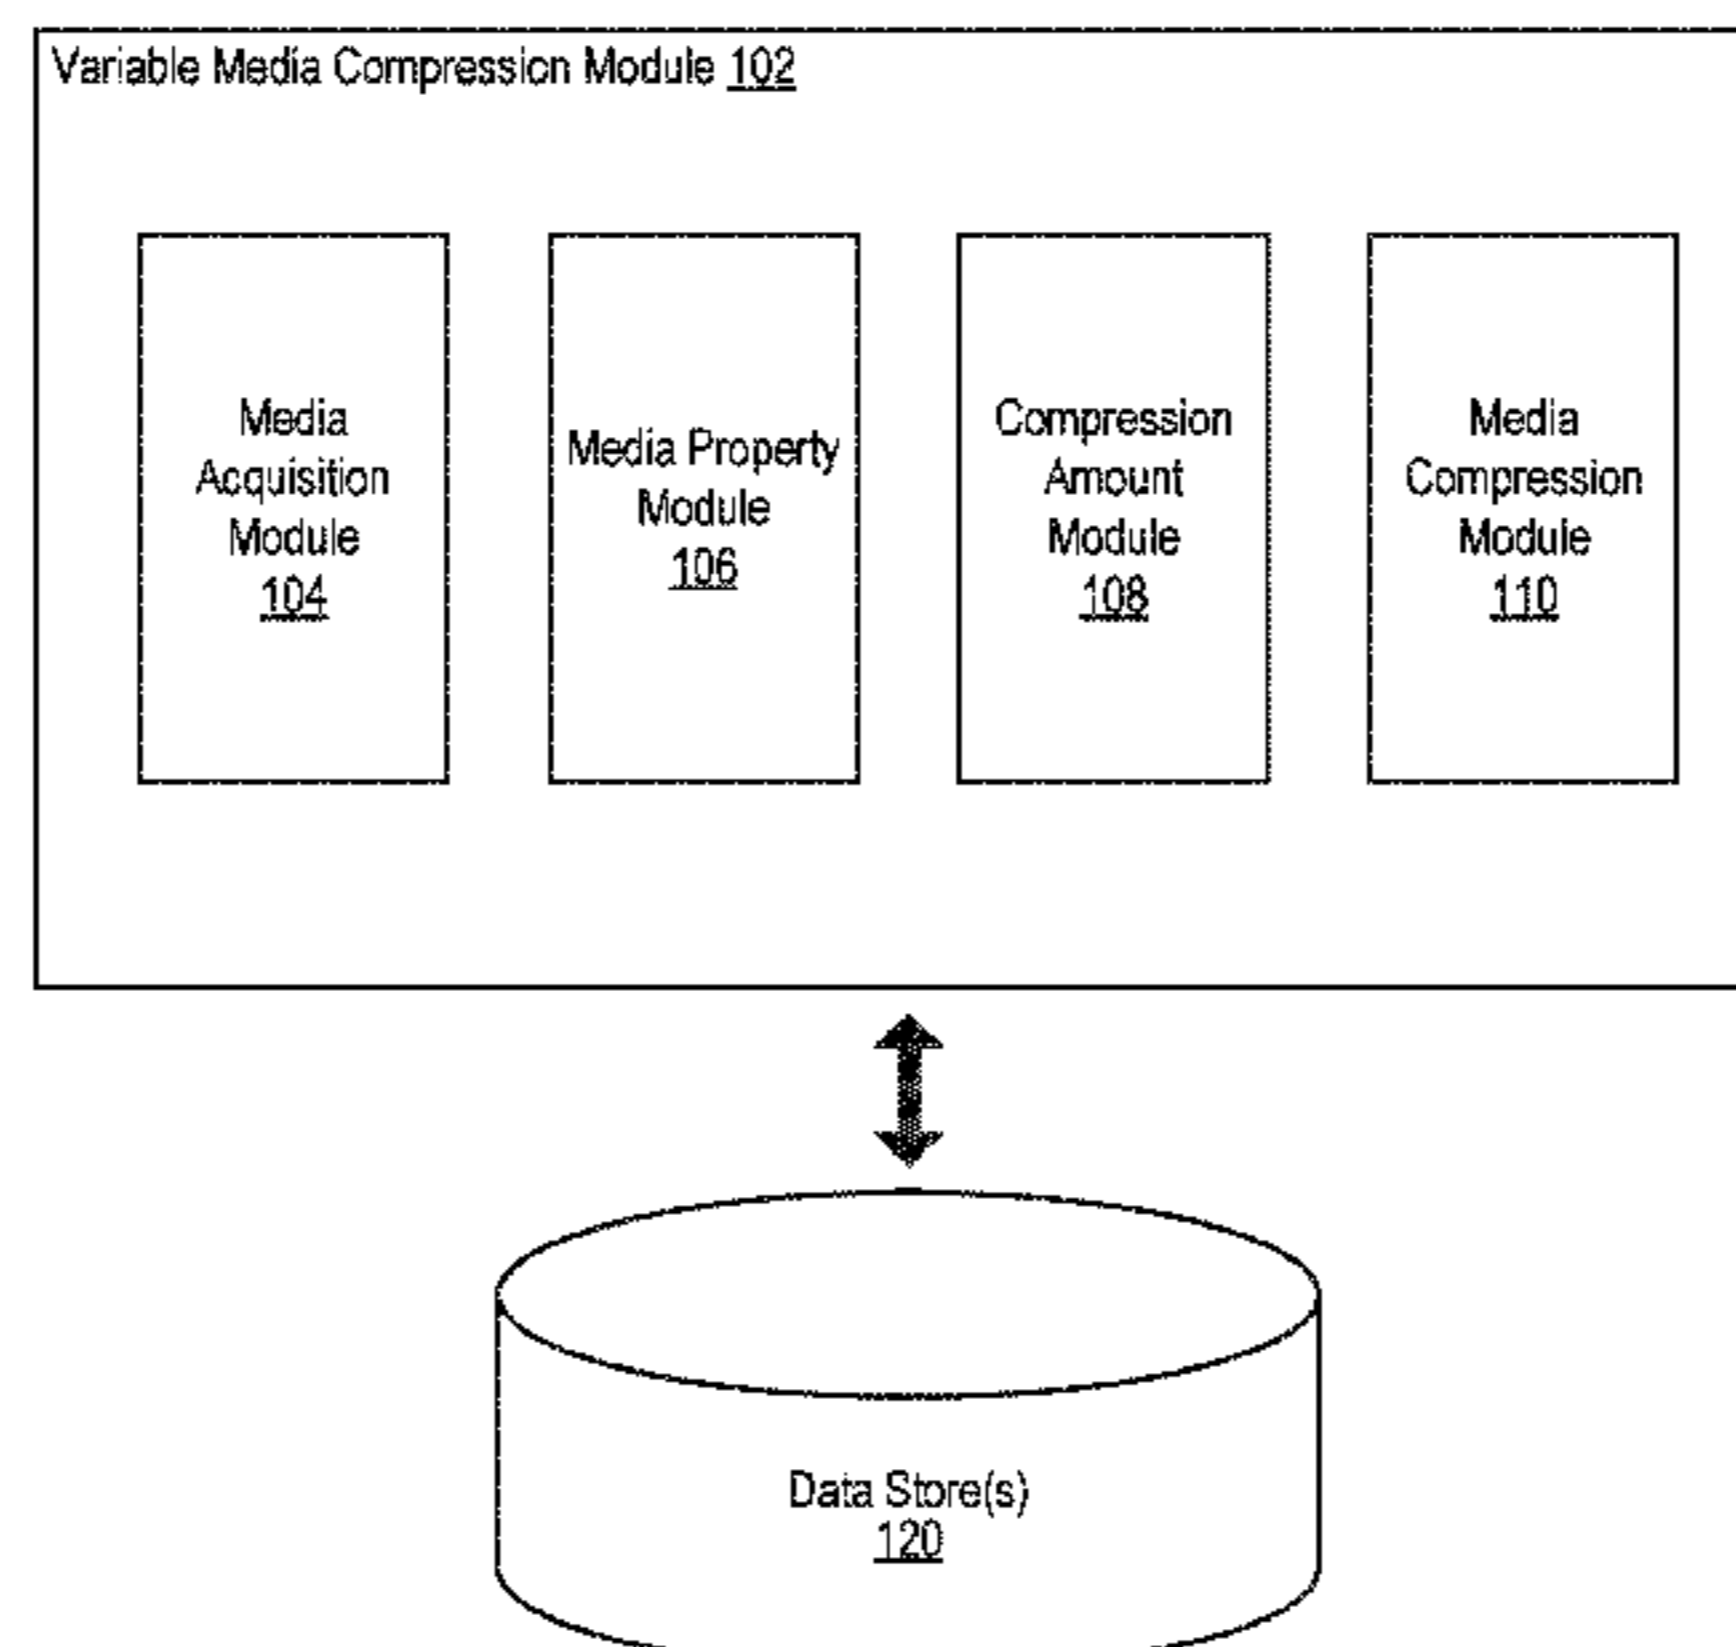 Variable Media Compression Module 102
Media
Acquisition
Module
104
Media Property
Module
106
Compression
Amount
Module
108
Media
Compression
Module
110
Data Store(s)
120